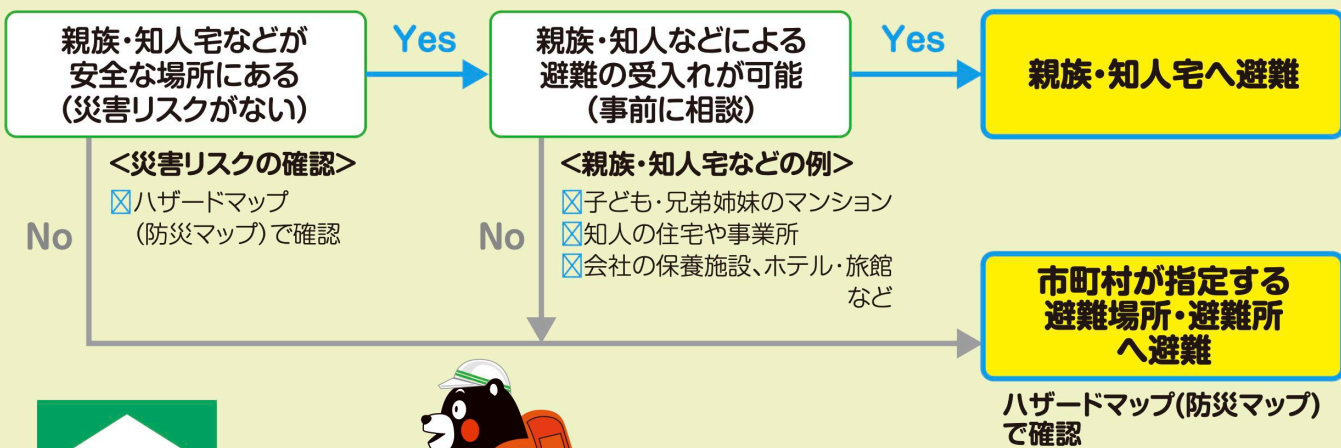 親族・知人宅などが
安全な場所にある
(災害リスクがない)
Yes
親族・知人などによる
避難の受入れが可能
(事前に相談)
Yes
親族・知人宅へ避難
<災害リスクの確認>
ハザードマップ
(防災マップ)で確認
No
<親族・知人宅などの例>
子ども・兄弟姉妹のマンション
知人の住宅や事業所
会社の保養施設、ホテル・旅館
など
No
市町村が指定する
避難場所・避難所
へ避難
ハザードマップ(防災マップ)
で確認